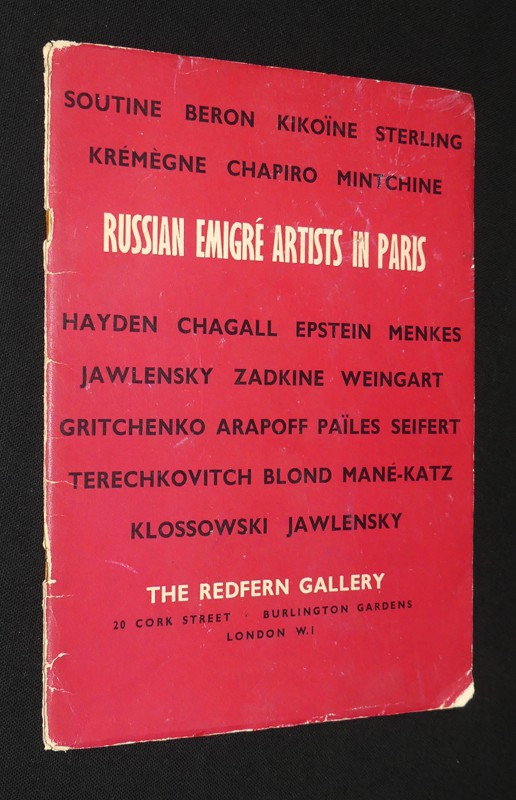 SOUTINE BERON KIKOÏNE STERLING
KRÉMÈGNE CHAPIRO MINTCHINE
RUSSIAN EMIGRÉ ARTISTS IN PARIS
HAYDEN CHAGALL EPSTEIN MENKES
JAWLENSKY ZADKINE WEINGART
GRITCHENKO ARAPOFF PAÏLES SEIFERT
TERECHKOVITCH BLOND MANÉ-KATZ
KLOSSOWSKI JAWLENSKY
THE REDFERN GALLERY
20 CORK STREET · BURLINGTON GARDENS
LONDON W.1